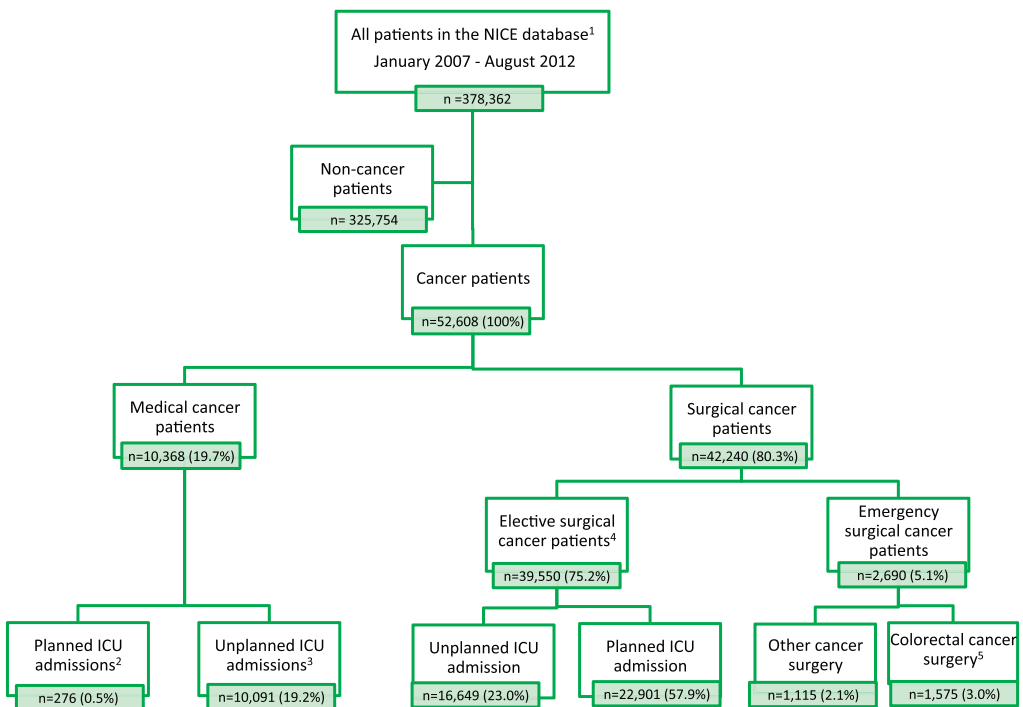 All patients in the NICE database1
January 2007 - August 2012
n =378,362
Non-cancer
patients
n= 325,754
Cancer patients
n=52,608 (100%)
Medical cancer
patients
n=10,368 (19.7%)
Surgical cancer
patients
n=42,240 (80.3%)
Elective surgical
cancer patients4
n=39,550 (75.2%)
Emergency
surgical cancer
patients
n=2,690 (5.1%)
Planned ICU
admissions2
n=276 (0.5%)
Unplanned ICU
admissions3
n=10,091 (19.2%)
Unplanned ICU
admission
n=16,649 (23.0%)
Planned ICU
admission
n=22,901 (57.9%)
Other cancer
surgery
n=1,115 (2.1%)
Colorectal cancer
surgery5
n=1,575 (3.0%)